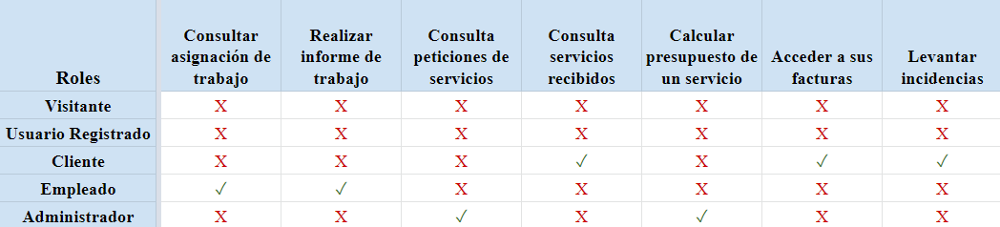 Roles Consultar asignación de trabajo Realizar informe de trabajo Consulta peticiones de servicios Consulta servicios recibidos Calcular presupuesto de un servicio Acceder a sus facturas Levantar incidencias
Visitante X X X X X X X
Usuario Registrado X X X X X X X
Cliente X X X ✓ X ✓ ✓
Empleado ✓ ✓ X X X X X
Administrador X X ✓ X ✓ X X